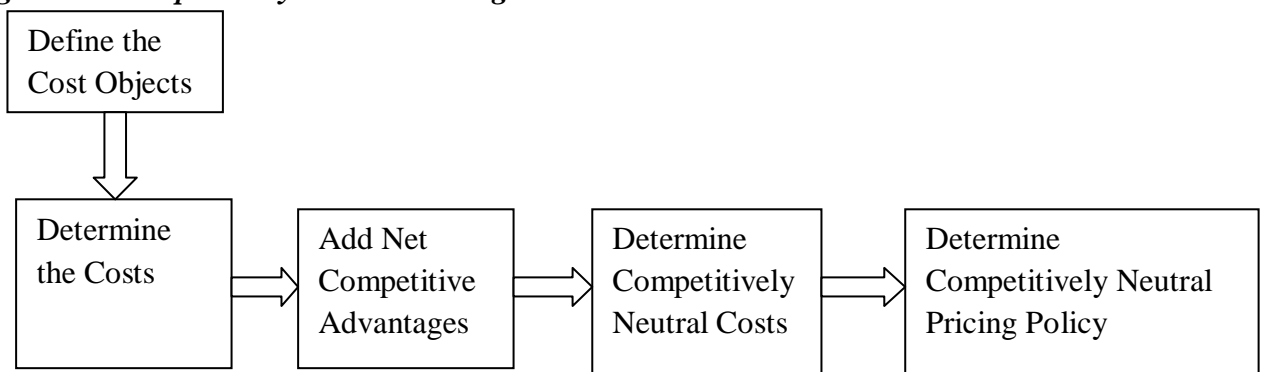 Define the
Cost Objects
Determine
the Costs
Add Net
Competitive
Advantages
Determine
Competitively
Neutral Costs
Determine
Competitively Neutral
Pricing Policy